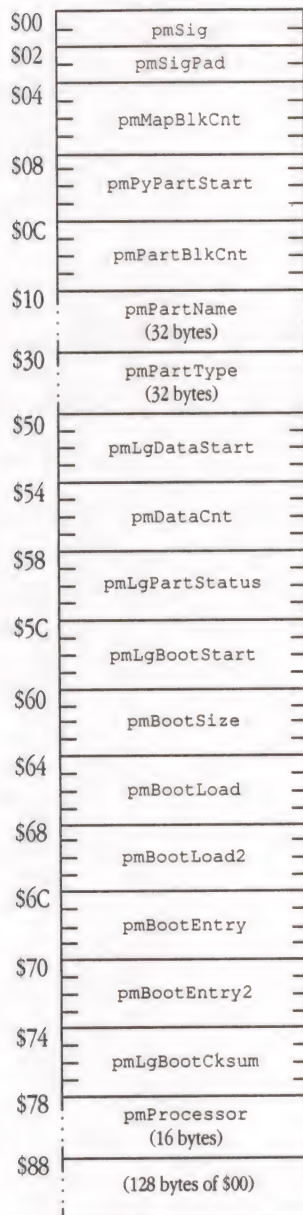 $00
pmSig
$02
pmSigPad
$04
pmMapBlkCnt
$08
pmPyPartStart
$0C
pmPartBlkCnt
$10
pmPartName
(32 bytes)
$30
pmPartType
(32 bytes)
$50
pmLgDataStart
$54
pmDataCnt
$58
pmLgPartStatus
$5C
pmLgBootStart
$60
pmBootSize
$64
pmBootLoad
$68
pmBootLoad2
$6C
pmBootEntry
$70
pmBootEntry2
$74
pmLgBootCksum
$78
pmProcessor
(16 bytes)
$88
(128 bytes of $00)